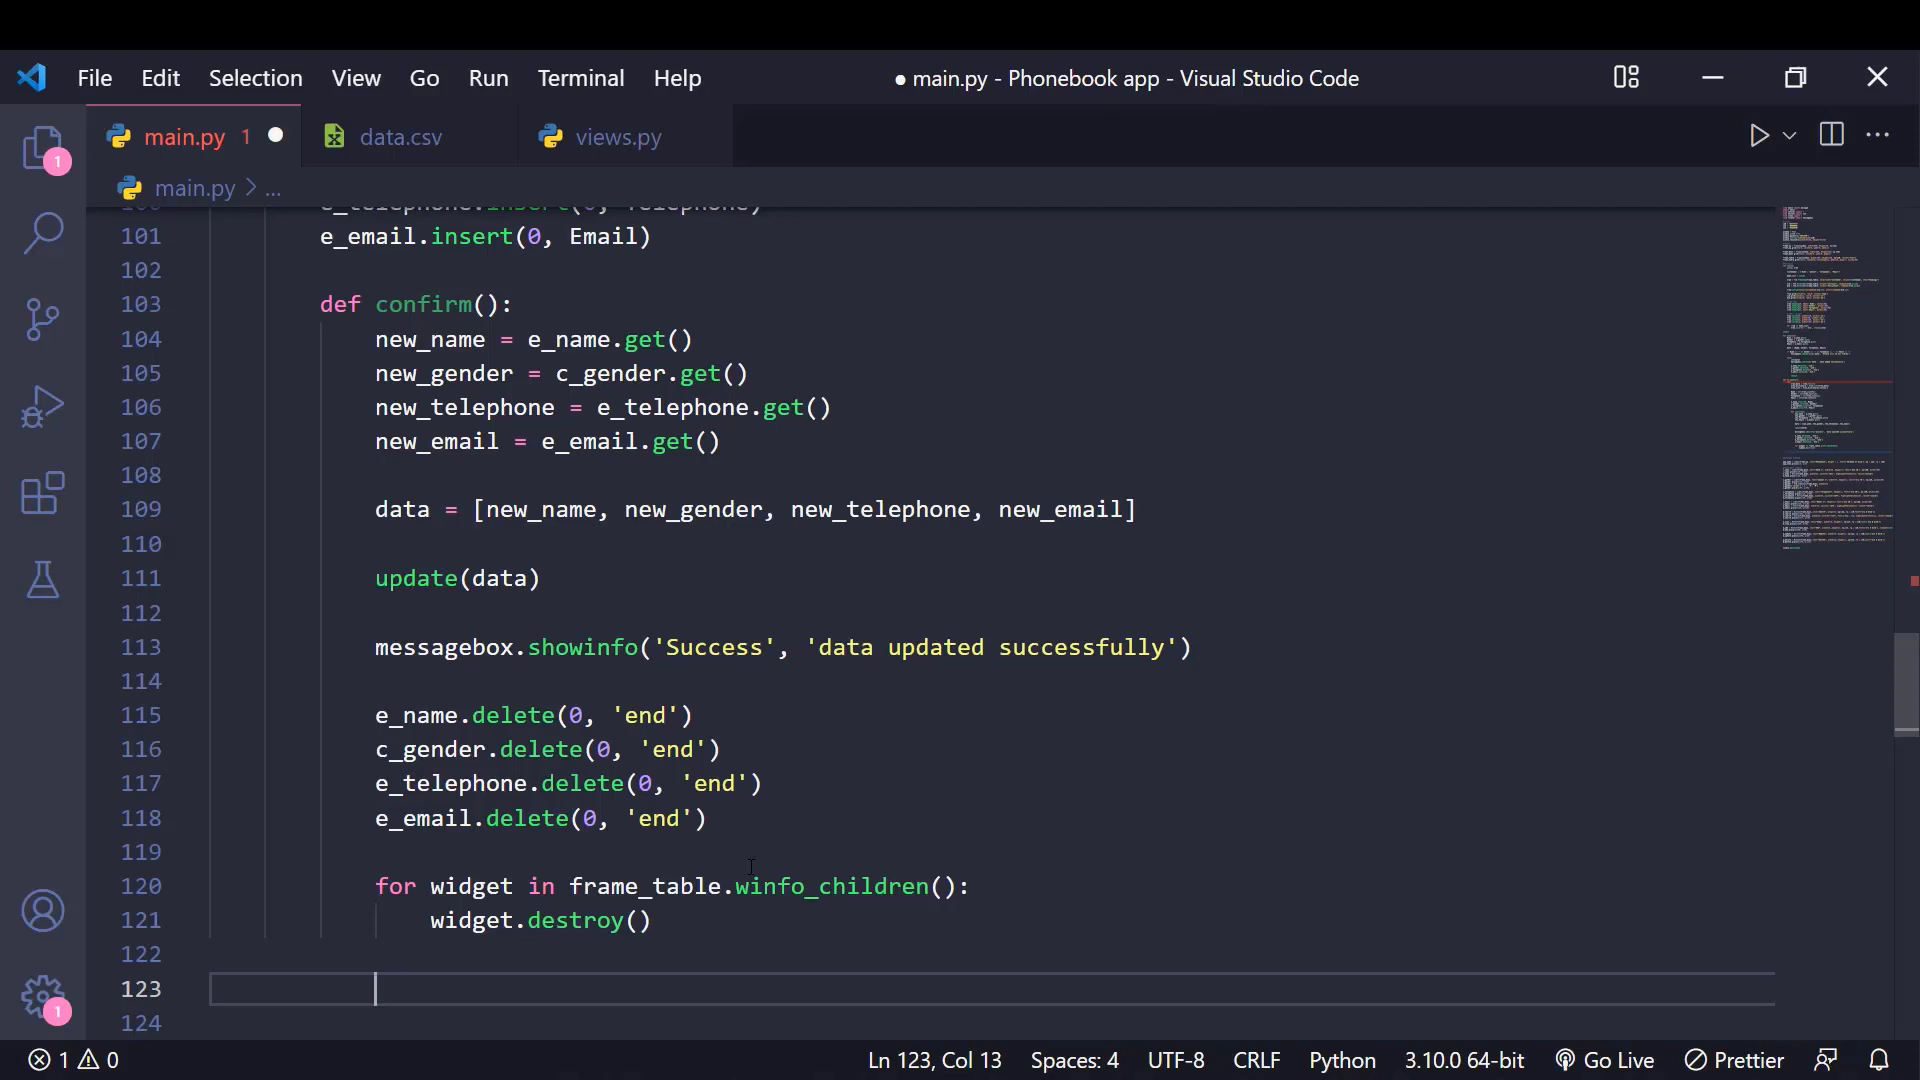 File Edit Selection View Go Run Terminal Help ● main.py - Phonebook app - Visual Studio Code
main.py 1 data.csv views.py
main.py > ...
101 e_email.insert(0, Email)
102
103 def confirm():
104 new_name = e_name.get()
105 new_gender = c_gender.get()
106 new_telephone = e_telephone.get()
107 new_email = e_email.get()
108
109 data = [new_name, new_gender, new_telephone, new_email]
110
111 update(data)
112
113 messagebox.showinfo('Success', 'data updated successfully')
114
115 e_name.delete(0, 'end')
116 c_gender.delete(0, 'end')
117 e_telephone.delete(0, 'end')
118 e_email.delete(0, 'end')
119
120 for widget in frame_table.winfo_children():
121 widget.destroy()
122
123
124
1
1
1 0 Ln 123, Col 13 Spaces: 4 UTF-8 CRLF Python 3.10.0 64-bit Go Live Prettier